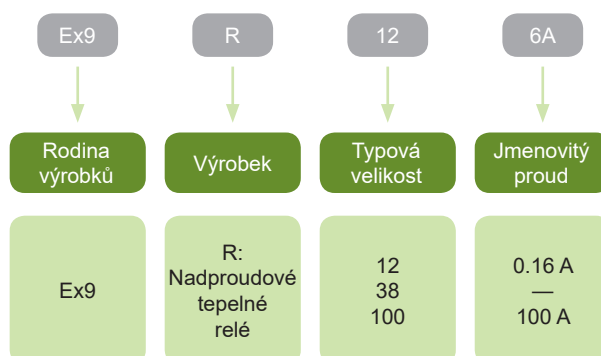 Ex9
R
12
6A
Rodina
výrobků
Výrobek
Typová
velikost
Jmenovitý
proud
Ex9
R:
Nadproudové
tepelné
relé
12
38
100
0.16 A
—
100 A